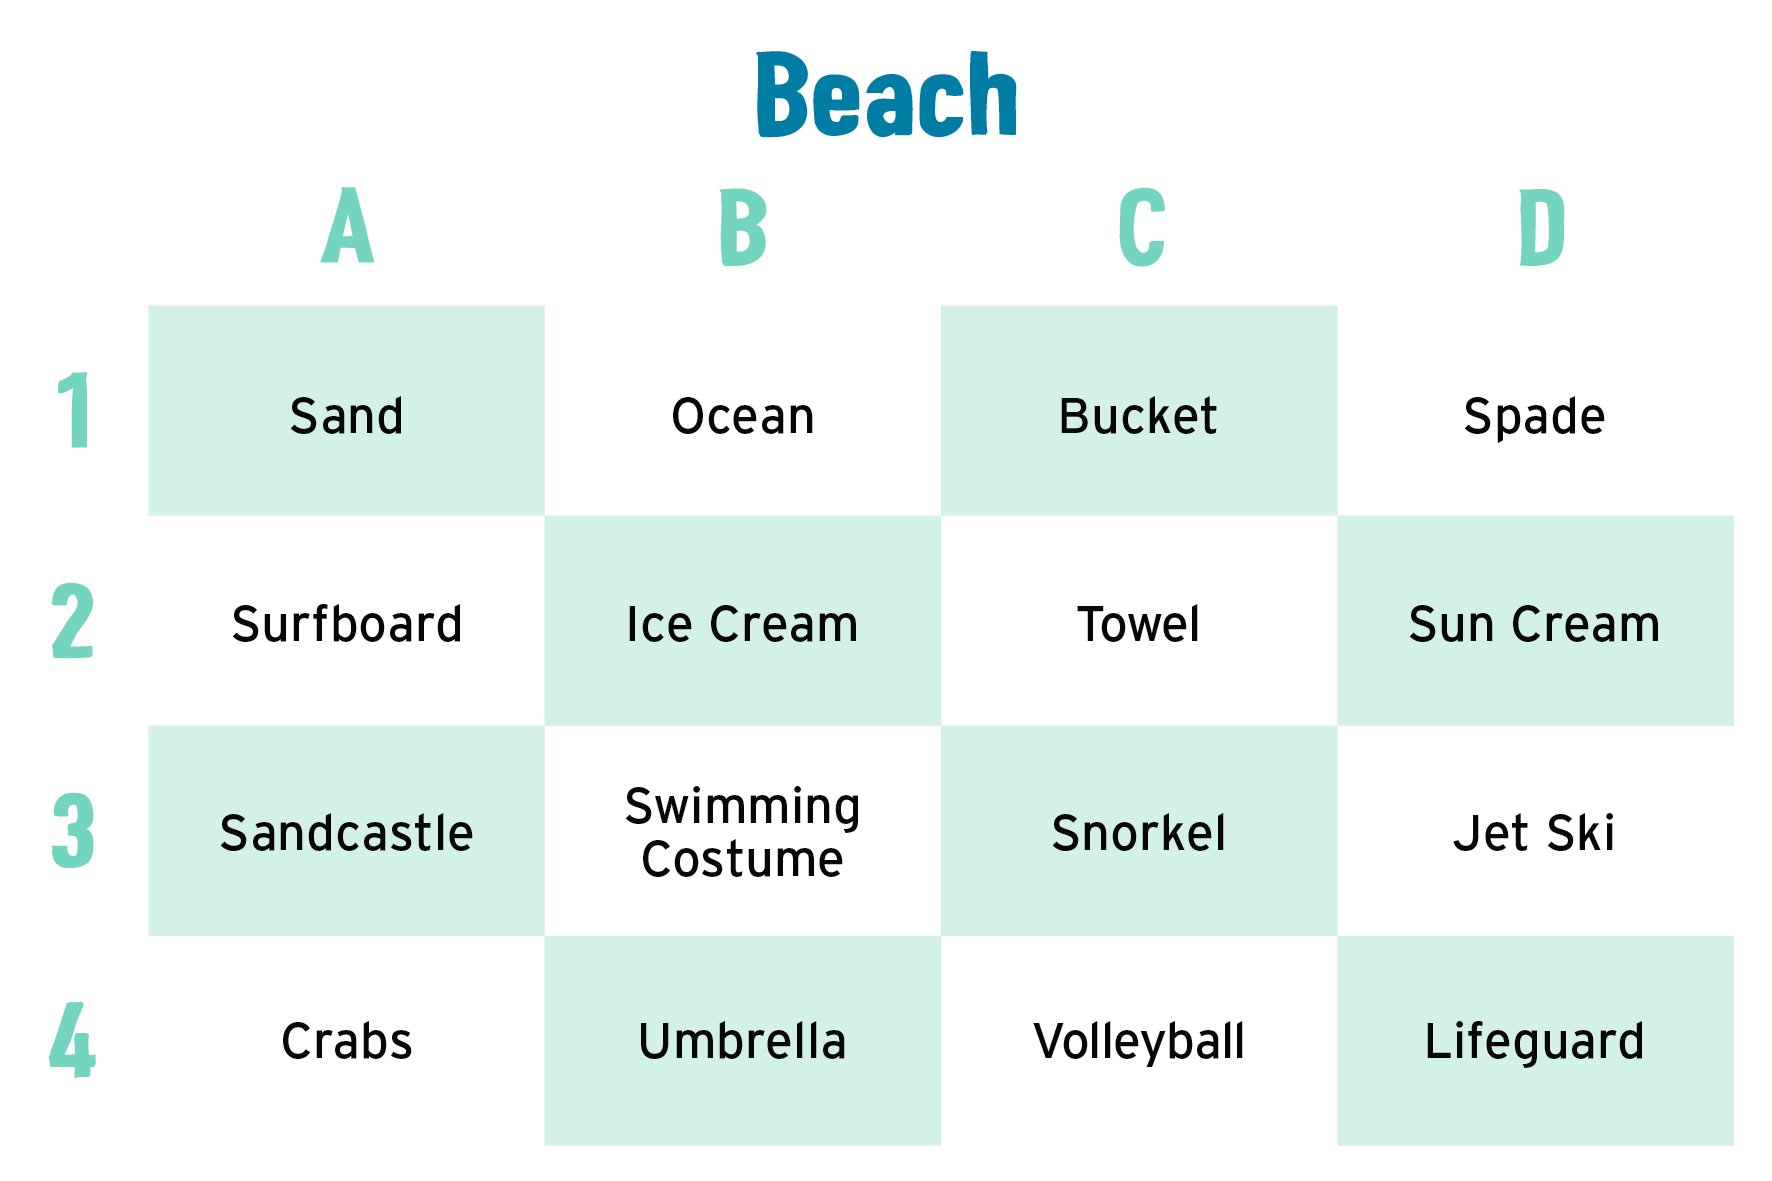 Beach
A B C D
1 Sand Ocean Bucket Spade
2 Surfboard Ice Cream Towel Sun Cream
3 Sandcastle Swimming Costume Snorkel Jet Ski
4 Crabs Umbrella Volleyball Lifeguard